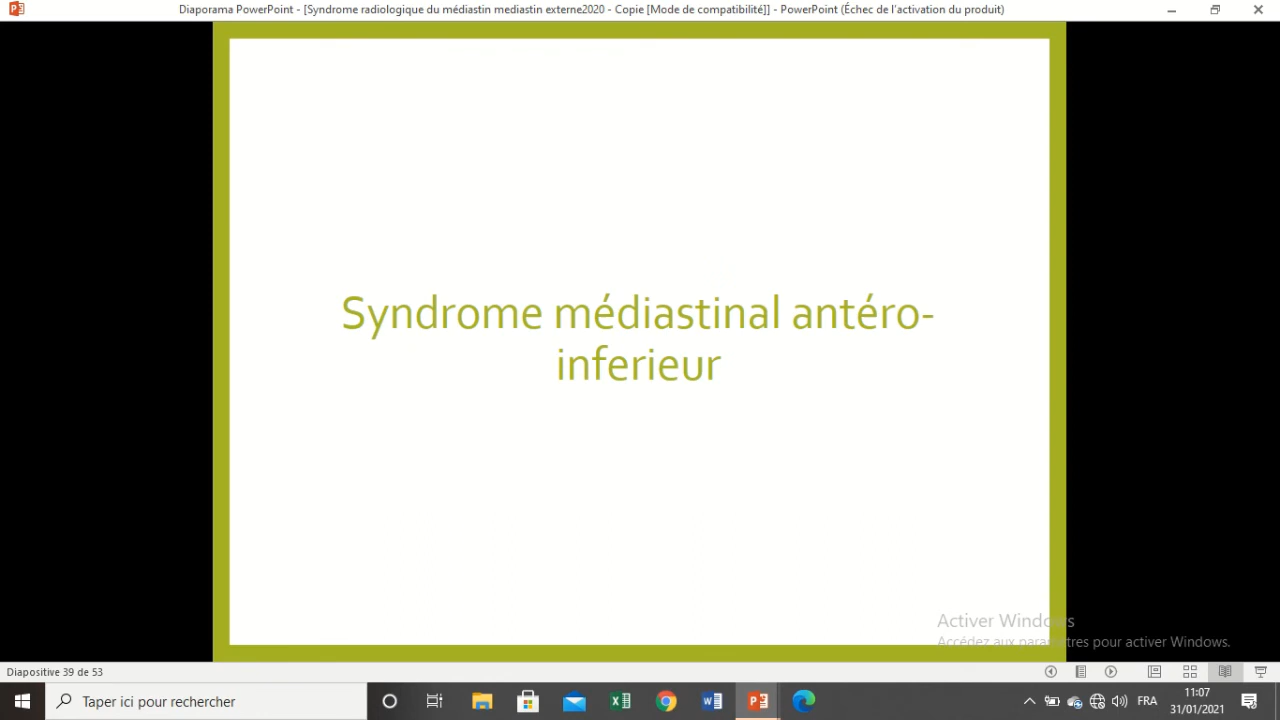 Diaporama PowerPoint - [Syndrome radiologique du médiastin mediastin externe2020 - Copie [Mode de compatibilité]] - PowerPoint (Échec de l'activation du produit)
Syndrome médiastinal antéro-
inferieur
Activer Windows
Accédez aux paramètres pour activer Windows.
Diapositive 39 de 53
Taper ici pour rechercher
FRA
11:07
31/01/2021